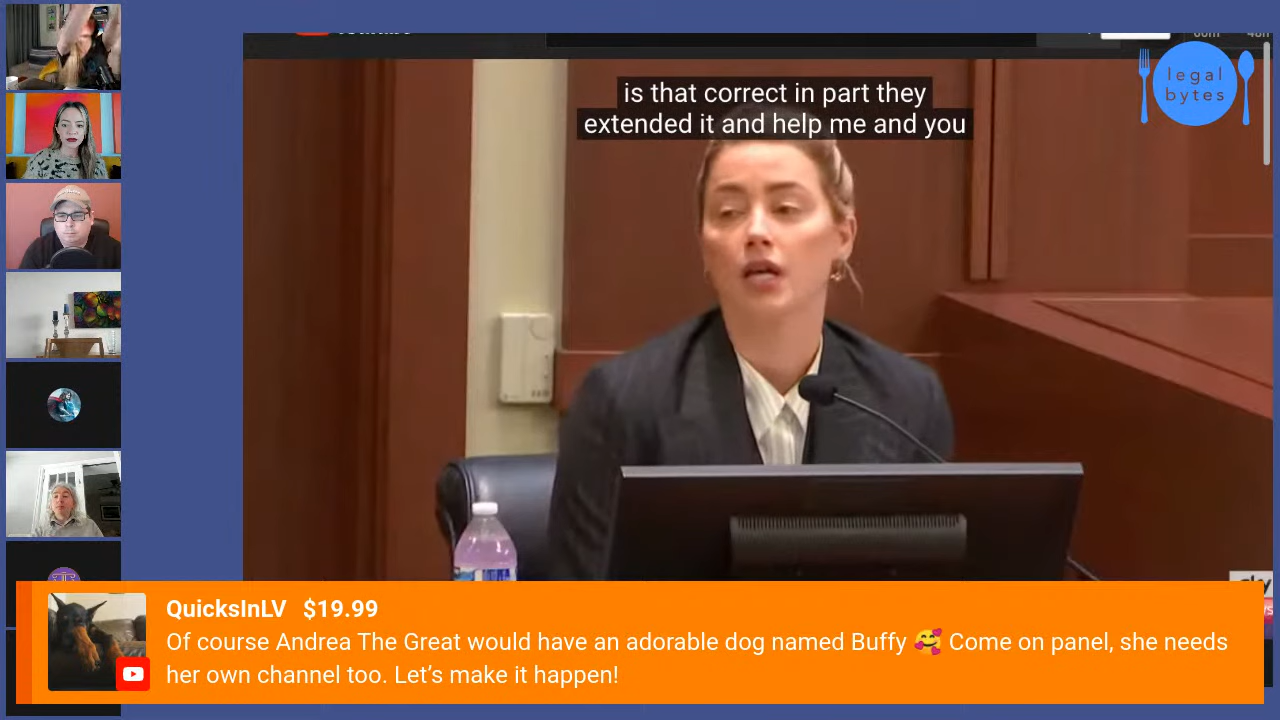 legal
bytes
is that correct in part they
extended it and help me and you
sky
QuicksInLV $19.99
Of course Andrea The Great would have an adorable dog named Buffy 🥰 Come on panel, she needs
her own channel too. Let’s make it happen!